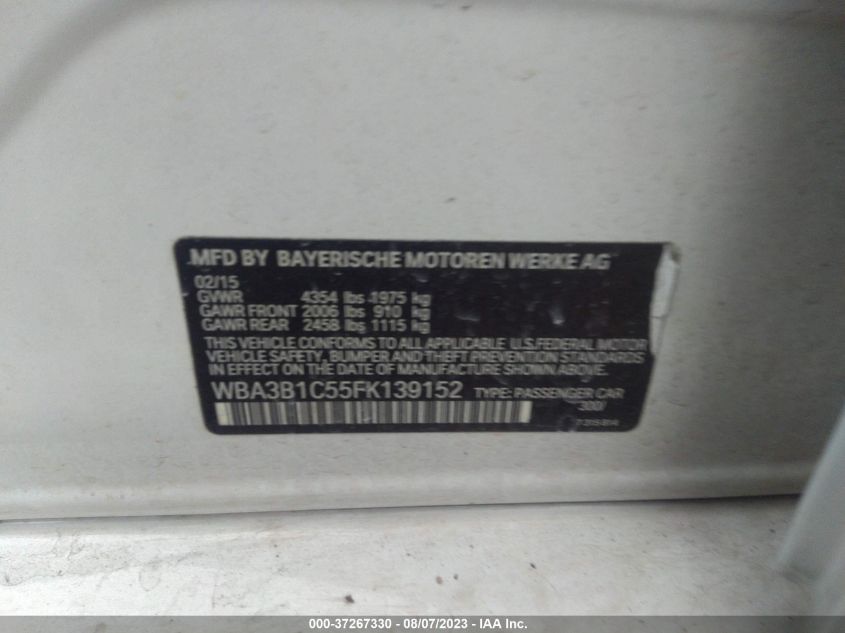 MFD BY BAYERISCHE MOTOREN WERKE AG
02/15
GVWR 4354 lbs 1975 kg
GAWR FRONT 2006 lbs 910 kg
GAWR REAR 2458 lbs 1115 kg
THIS VEHICLE CONFORMS TO ALL APPLICABLE U.S/FEDERAL MOTOR
VEHICLE SAFETY, BUMPER AND THEFT PREVENTION STANDARDS
IN EFFECT ON THE DATE OF MANUFACTURE SHOWN ABOVE.
WBA3B1C55FK139152 TYPE: PASSENGER CAR
320I
000-37267330 - 08/07/2023 - IAA Inc.